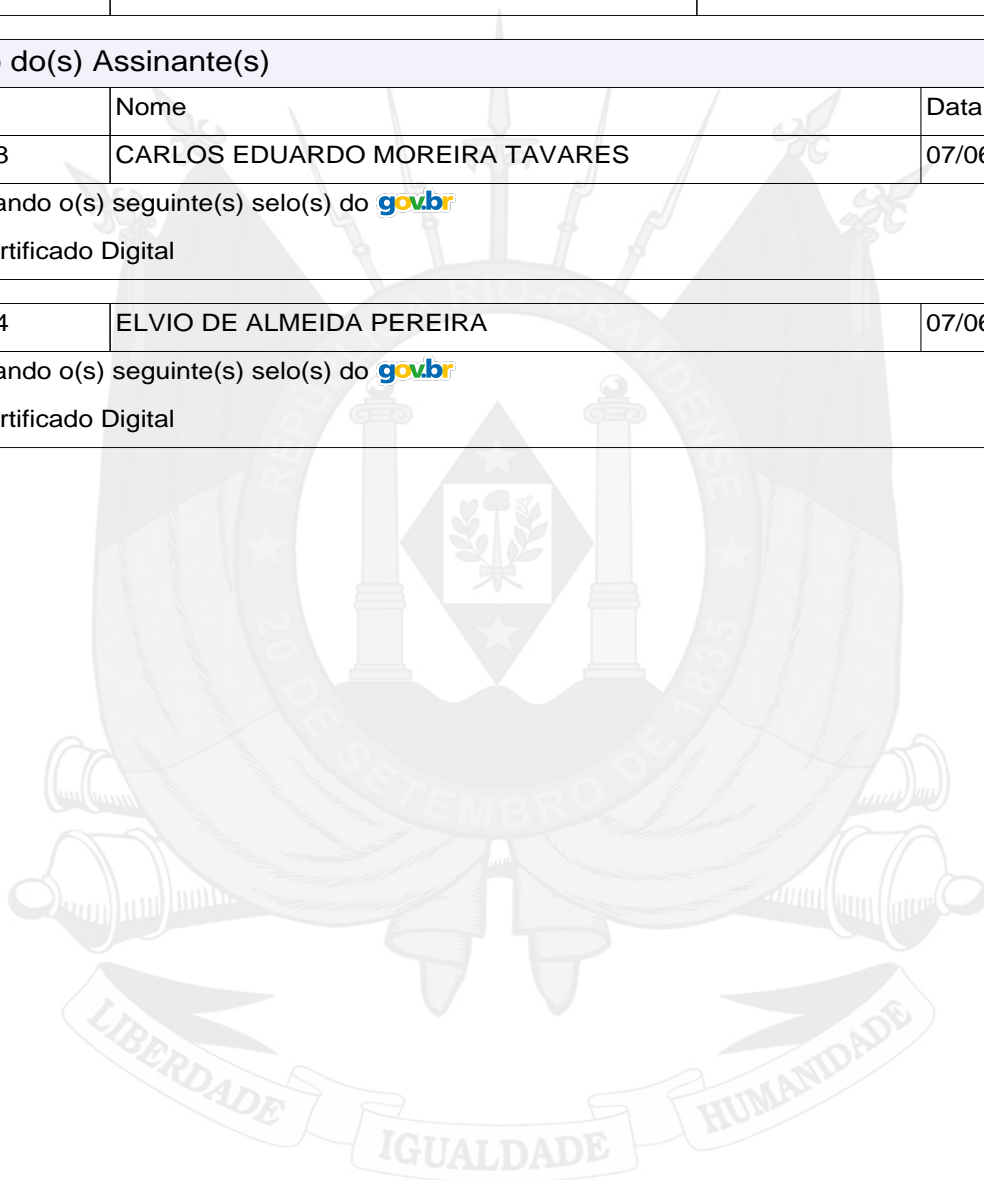 do(s) Assinante(s)
Nome Data
3 CARLOS EDUARDO MOREIRA TAVARES 07/06
ando o(s) seguinte(s) selo(s) do gov.br
rtificado Digital
4 ELVIO DE ALMEIDA PEREIRA 07/06
ando o(s) seguinte(s) selo(s) do gov.br
rtificado Digital
REPUBLICA RIO-GRANDENSE
20 DE SETEMBRO DE 1835
LIBERDADE IGUALDADE HUMANIDADE